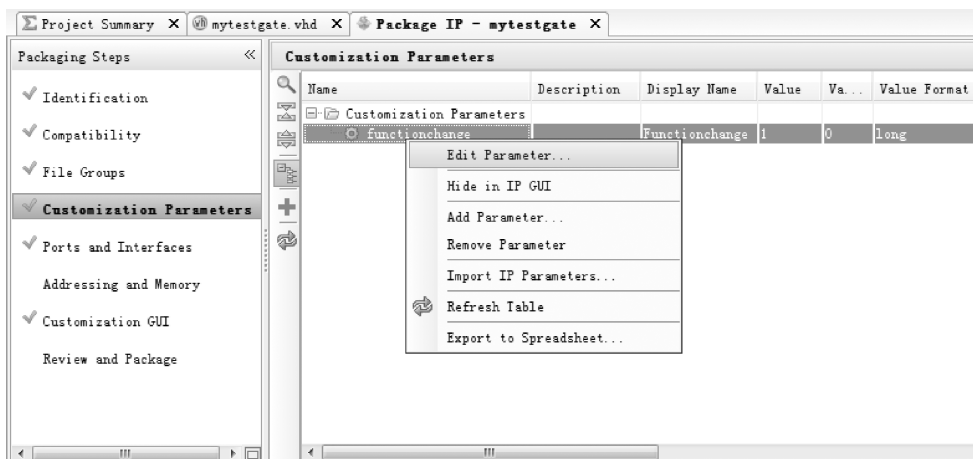 Project Summary mytestgate.vhd Package IP - mytestgate
Packaging Steps
Identification
Compatibility
File Groups
Customization Parameters
Ports and Interfaces
Addressing and Memory
Customization GUI
Review and Package
Customization Parameters
Name Description Display Name Value Va... Value Format
Customization Parameters
functionchange Functionchange 1 0 long
Edit Parameter...
Hide in IP GUI
Add Parameter...
Remove Parameter
Import IP Parameters...
Refresh Table
Export to Spreadsheet...